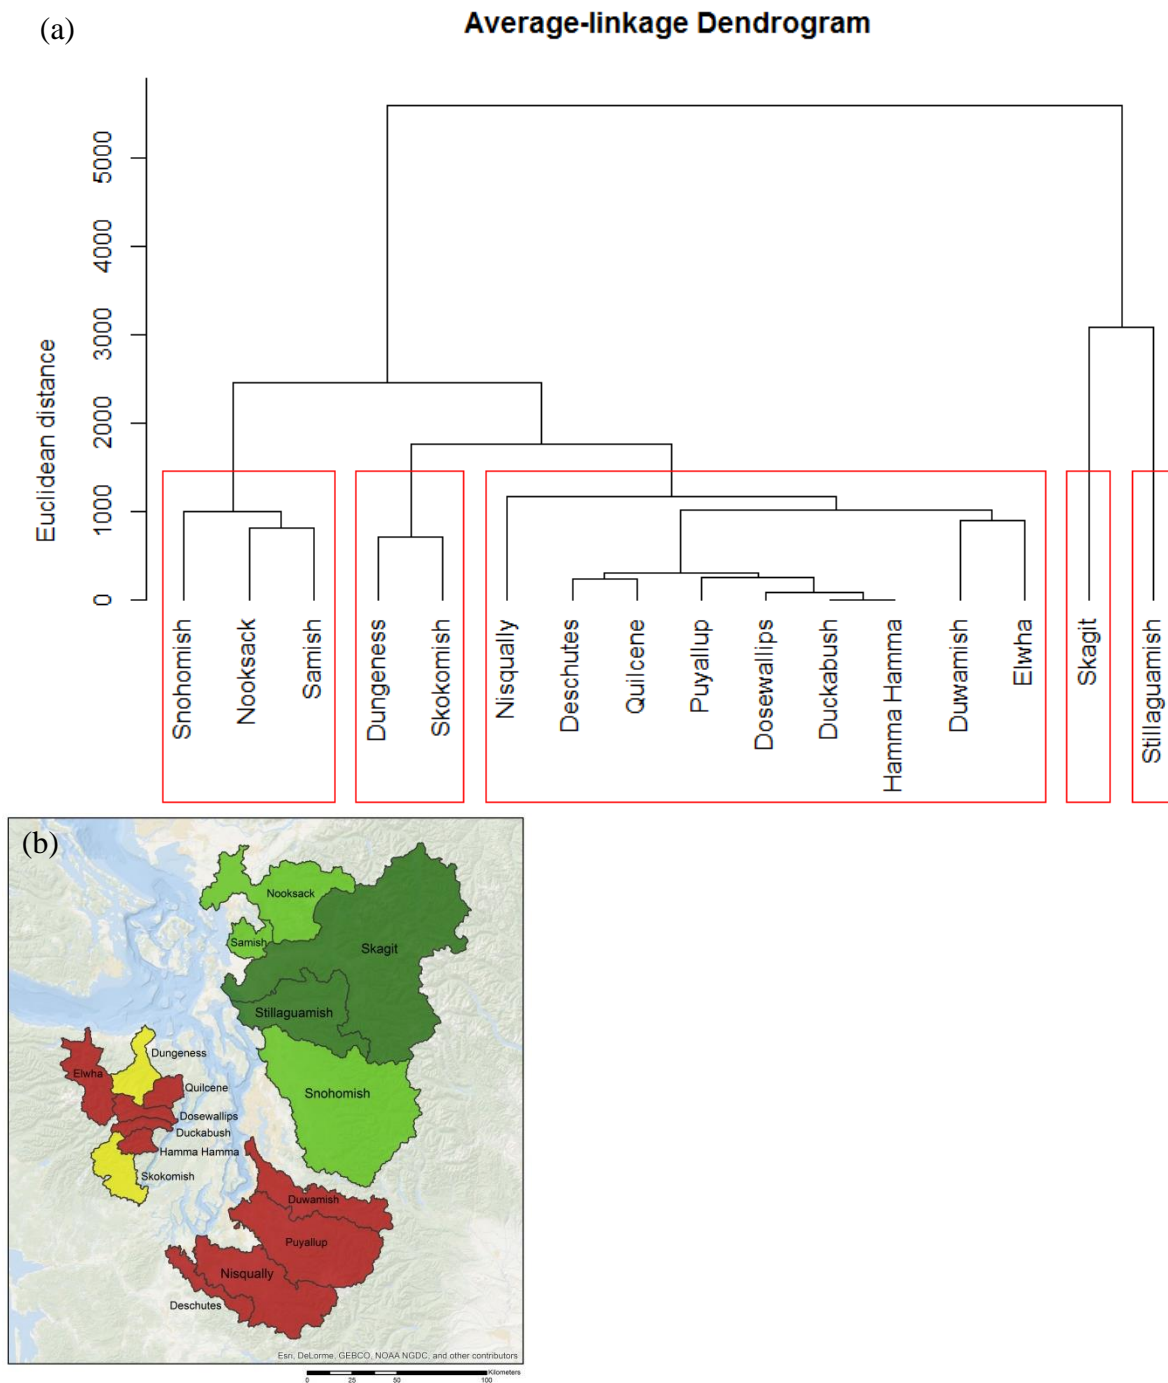 (a)
Average-linkage Dendrogram
Euclidean distance
5000
4000
3000
2000
1000
0
Snohomish
Nooksack
Samish
Dungeness
Skokomish
Nisqually
Deschutes
Quilcene
Puyallup
Dosewallips
Duckabush
Hamma Hamma
Duwamish
Elwha
Skagit
Stillaguamish
(b)
Nooksack
Samish
Skagit
Stillaguamish
Dungeness
Elwha
Quilcene
Snohomish
Dosewallips
Duckabush
Hamma Hamma
Skokomish
Duwamish
Puyallup
Nisqually
Deschutes
Esri, DeLorme, GEBCO, NOAA NGDC, and other contributors
Kilometers
0 25 50 100